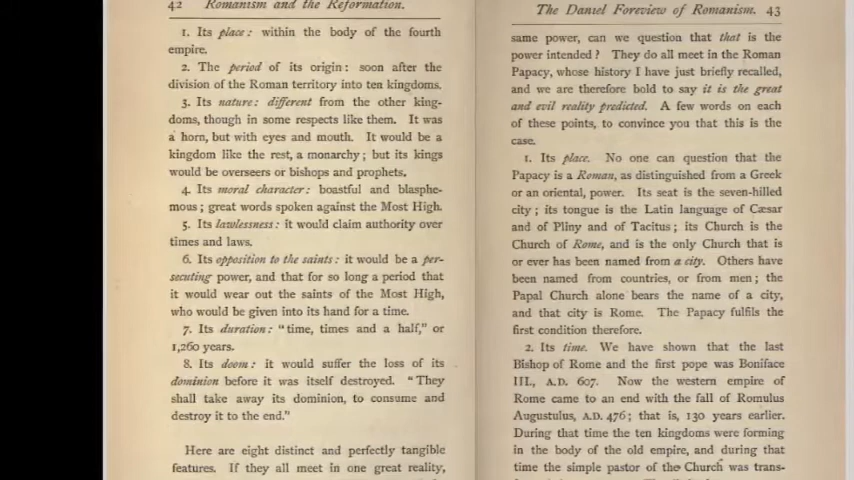 42 Romanism and the Reformation.
1. Its place: within the body of the fourth
empire.
2. The period of its origin: soon after the
division of the Roman territory into ten kingdoms.
3. Its nature: different from the other king-
doms, though in some respects like them. It was
a horn, but with eyes and mouth. It would be a
kingdom like the rest, a monarchy; but its kings
would be overseers or bishops and prophets.
4. Its moral character: boastful and blasphe-
mous; great words spoken against the Most High.
5. Its lawlessness: it would claim authority over
times and laws.
6. Its opposition to the saints: it would be a per-
secuting power, and that for so long a period that
it would wear out the saints of the Most High,
who would be given into its hand for a time.
7. Its duration: "time, times and a half," or
1,260 years.
8. Its doom: it would suffer the loss of its
dominion before it was itself destroyed. "They
shall take away its dominion, to consume and
destroy it to the end."
Here are eight distinct and perfectly tangible
features. If they all meet in one great reality,
The Daniel Foreview of Romanism. 43
same power, can we question that that is the
power intended? They do all meet in the Roman
Papacy, whose history I have just briefly recalled,
and we are therefore bold to say it is the great
and evil reality predicted. A few words on each
of these points, to convince you that this is the
case.
1. Its place. No one can question that the
Papacy is a Roman, as distinguished from a Greek
or an oriental, power. Its seat is the seven-hilled
city; its tongue is the Latin language of Cæsar
and of Pliny and of Tacitus; its Church is the
Church of Rome, and is the only Church that is
or ever has been named from a city. Others have
been named from countries, or from men; the
Papal Church alone bears the name of a city,
and that city is Rome. The Papacy fulfils the
first condition therefore.
2. Its time. We have shown that the last
Bishop of Rome and the first pope was Boniface
III., A.D. 607. Now the western empire of
Rome came to an end with the fall of Romulus
Augustulus, A.D. 476; that is, 130 years earlier.
During that time the ten kingdoms were forming
in the body of the old empire, and during that
time the simple pastor of the Church was trans-